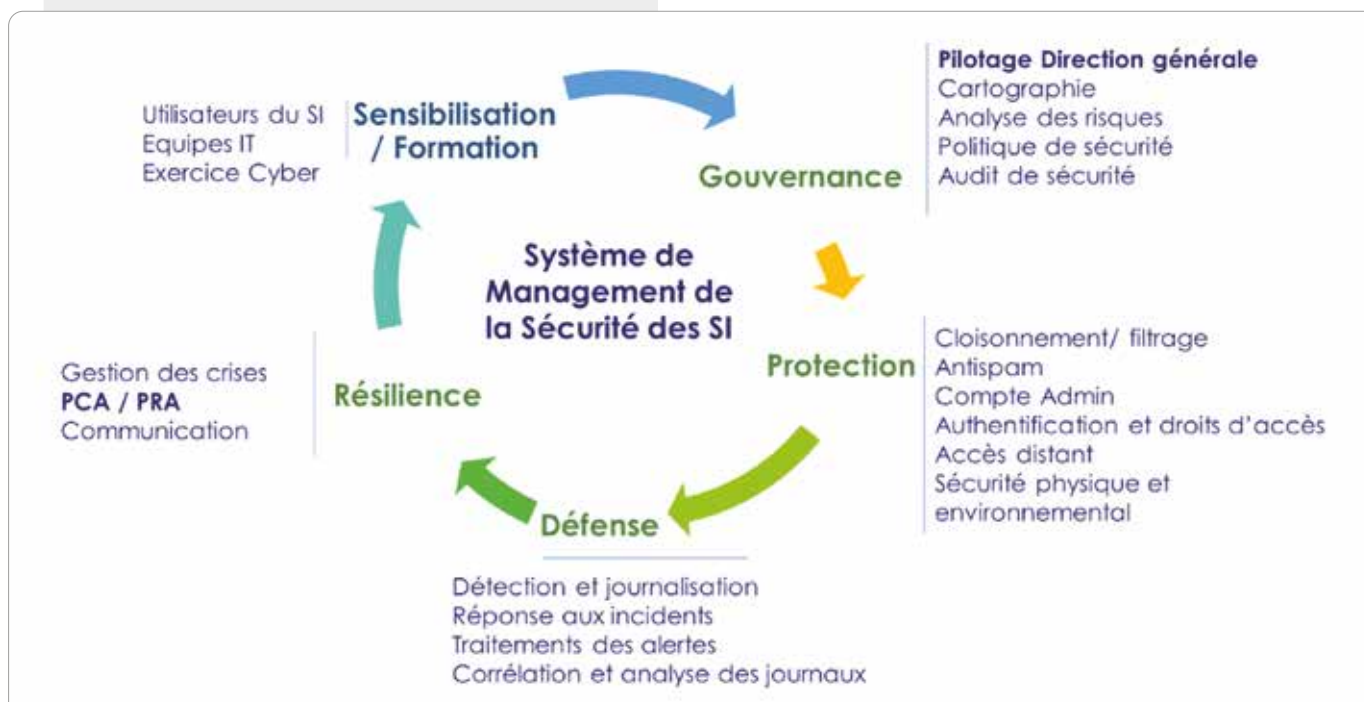 Utilisateurs du SI
Equipes IT
Exercice Cyber
Sensibilisation
/ Formation
Pilotage Direction générale
Cartographie
Analyse des risques
Politique de sécurité
Audit de sécurité
Gouvernance
Système de
Management de
la Sécurité des SI
Protection
Cloisonnement/ filtrage
Antispam
Compte Admin
Authentification et droits d'accès
Accès distant
Sécurité physique et
environnemental
Gestion des crises
PCA / PRA
Communication
Résilience
Défense
Détection et journalisation
Réponse aux incidents
Traitements des alertes
Corrélation et analyse des journaux